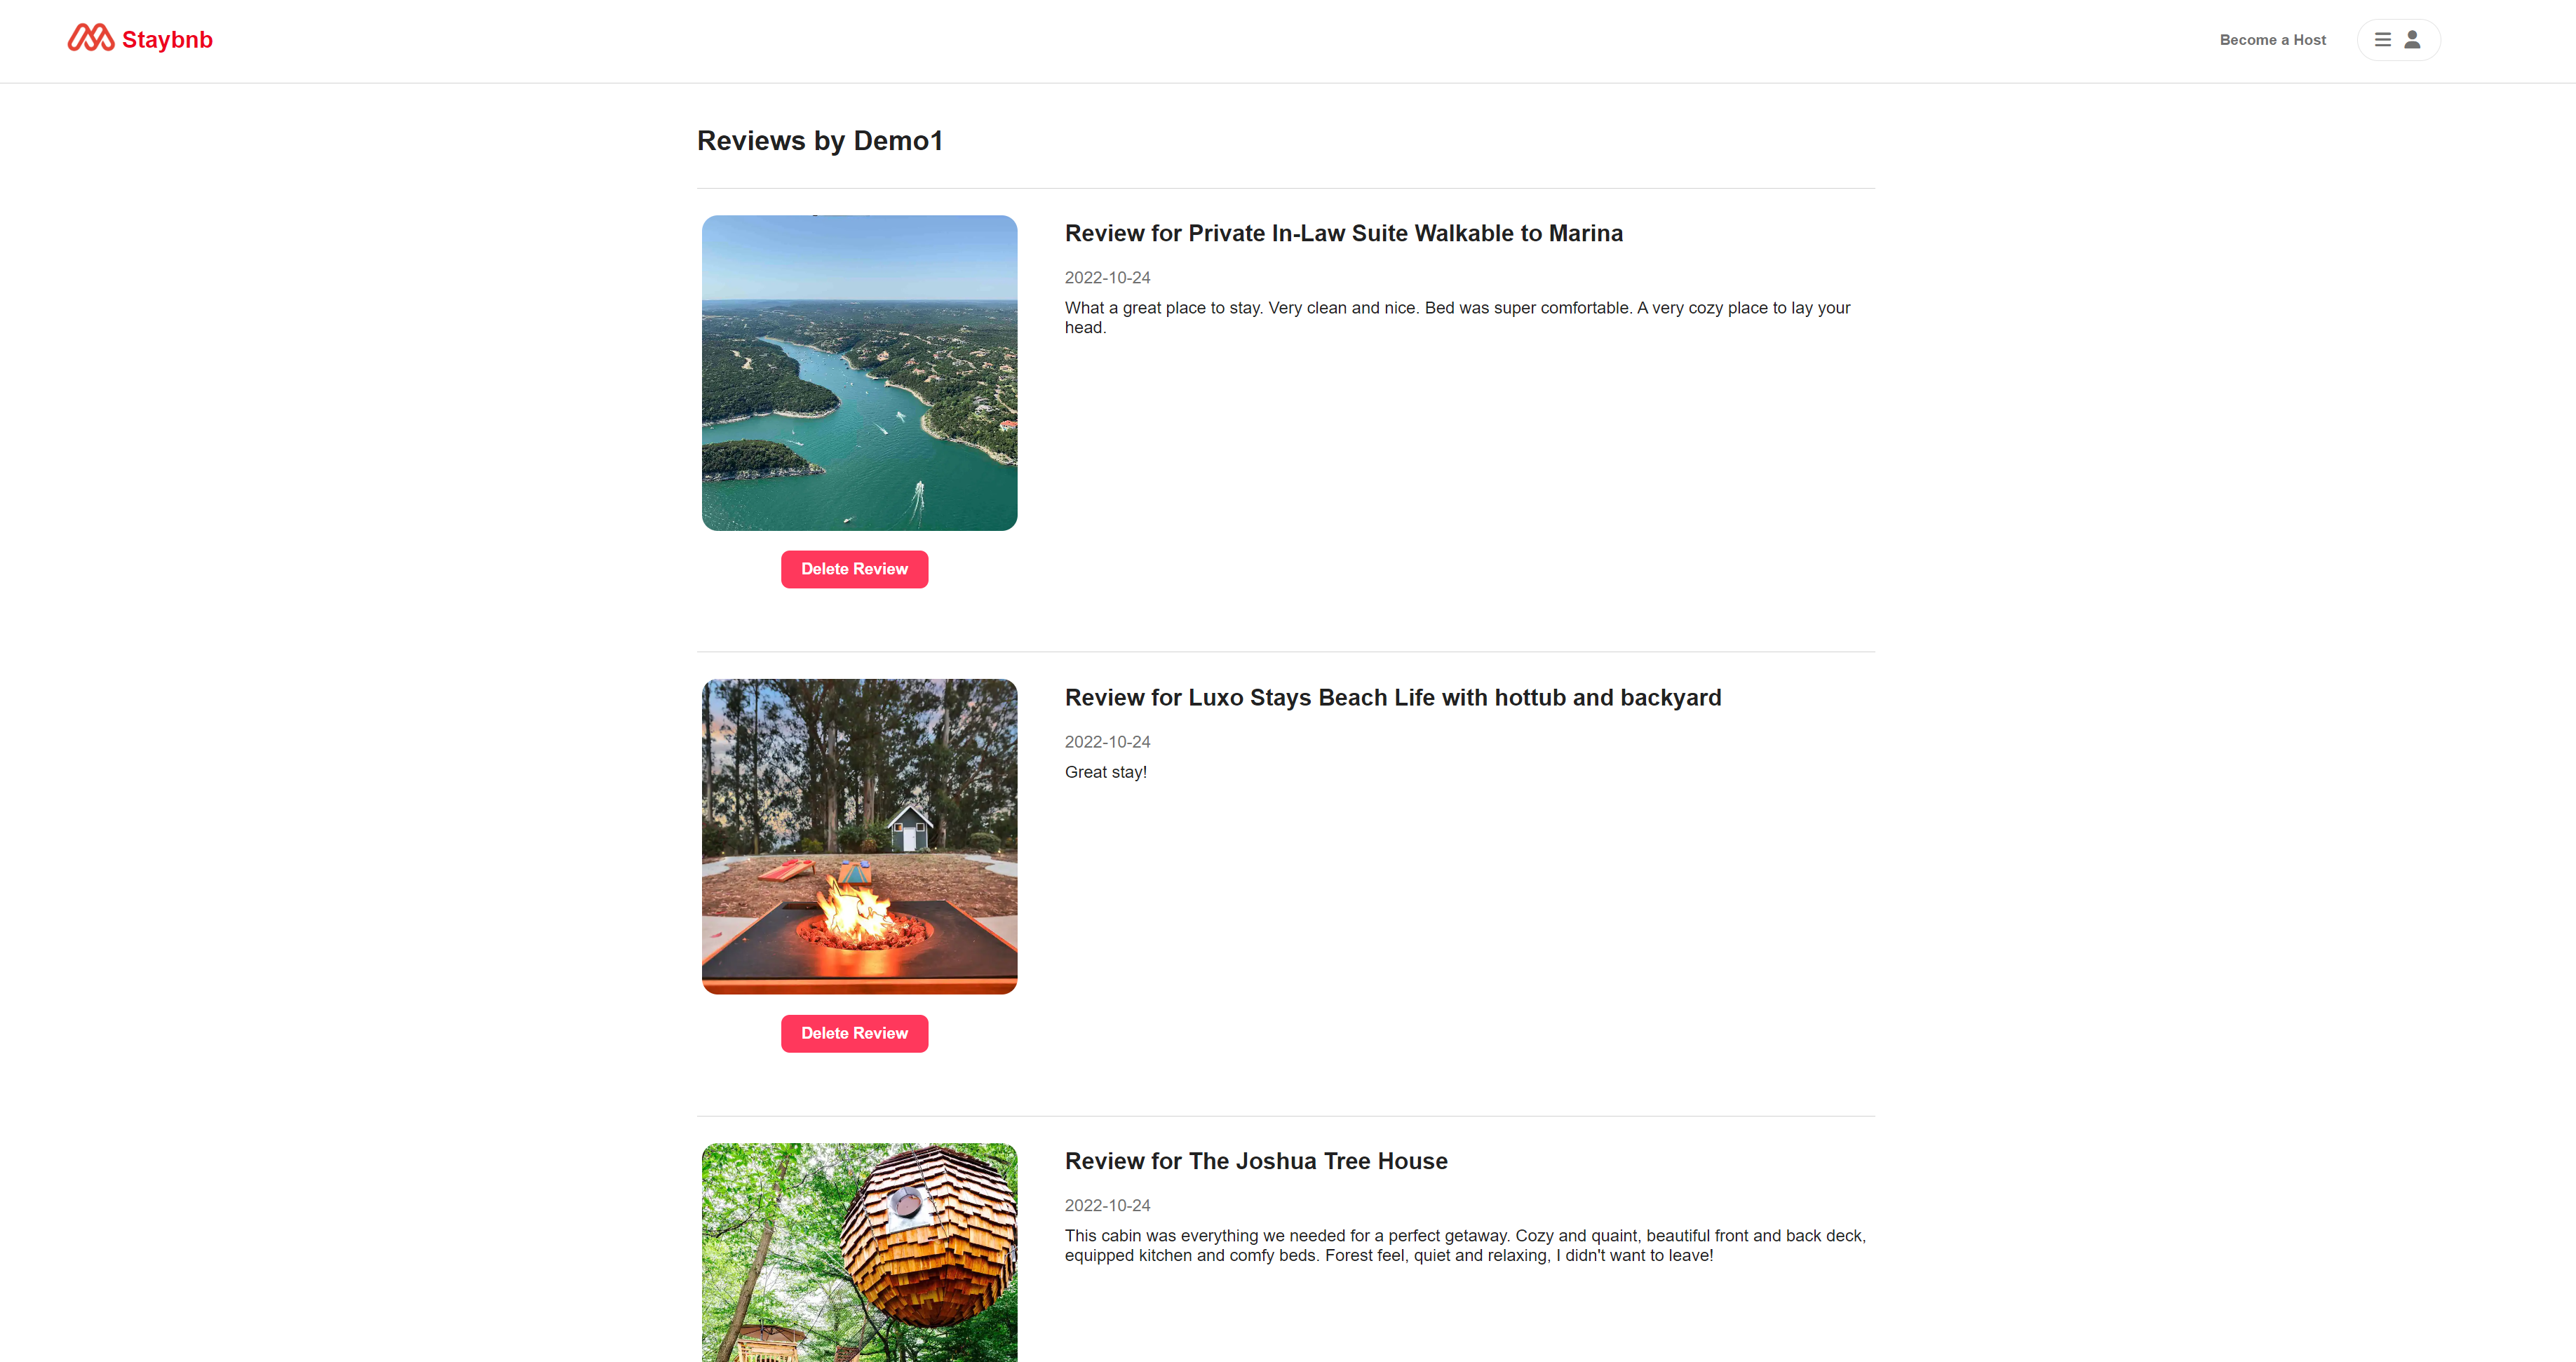 Staybnb
Become a Host
Reviews by Demo1
Review for Private In-Law Suite Walkable to Marina
2022-10-24
What a great place to stay. Very clean and nice. Bed was super comfortable. A very cozy place to lay your
head.
Delete Review
Review for Luxo Stays Beach Life with hottub and backyard
2022-10-24
Great stay!
Delete Review
Review for The Joshua Tree House
2022-10-24
This cabin was everything we needed for a perfect getaway. Cozy and quaint, beautiful front and back deck,
equipped kitchen and comfy beds. Forest feel, quiet and relaxing, I didn't want to leave!